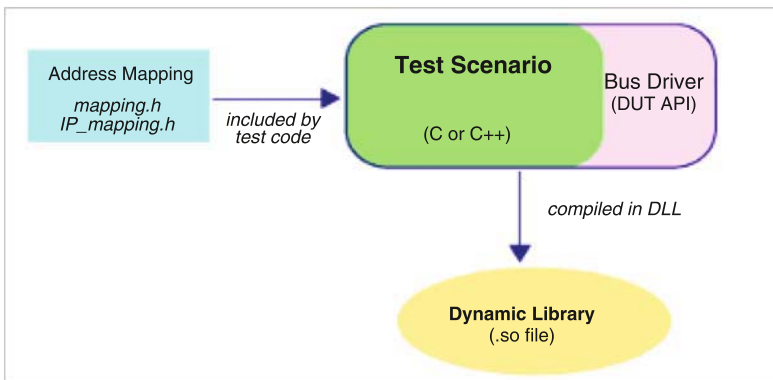 Address Mapping
mapping.h
IP_mapping.h
included by
test code
Test Scenario
(C or C++)
Bus Driver
(DUT API)
compiled in DLL
Dynamic Library
(.so file)